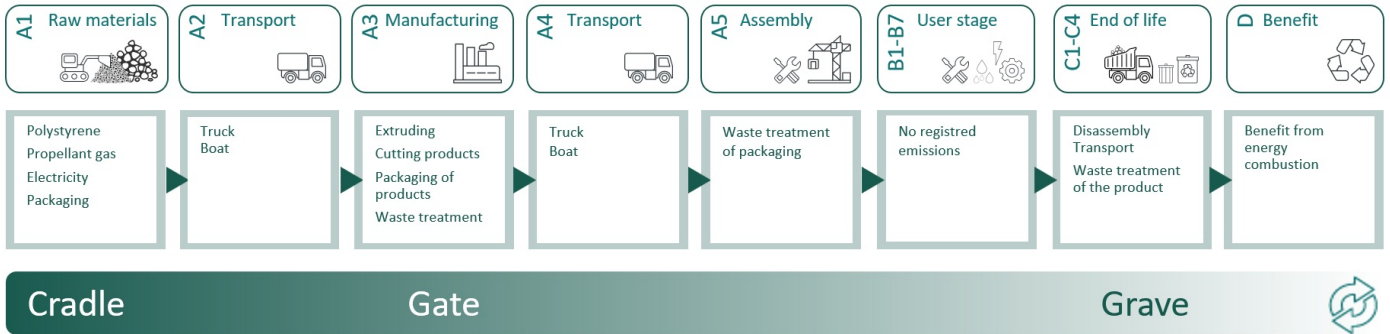 A1 Raw materials
A2 Transport
A3 Manufacturing
A4 Transport
A5 Assembly
B1-B7 User stage
C1-C4 End of life
D Benefit
Polystyrene
Propellant gas
Electricity
Packaging
Truck
Boat
Extruding
Cutting products
Packaging of
products
Waste treatment
Truck
Boat
Waste treatment
of packaging
No registred
emissions
Disassembly
Transport
Waste treatment
of the product
Benefit from
energy
combustion
Cradle
Gate
Grave